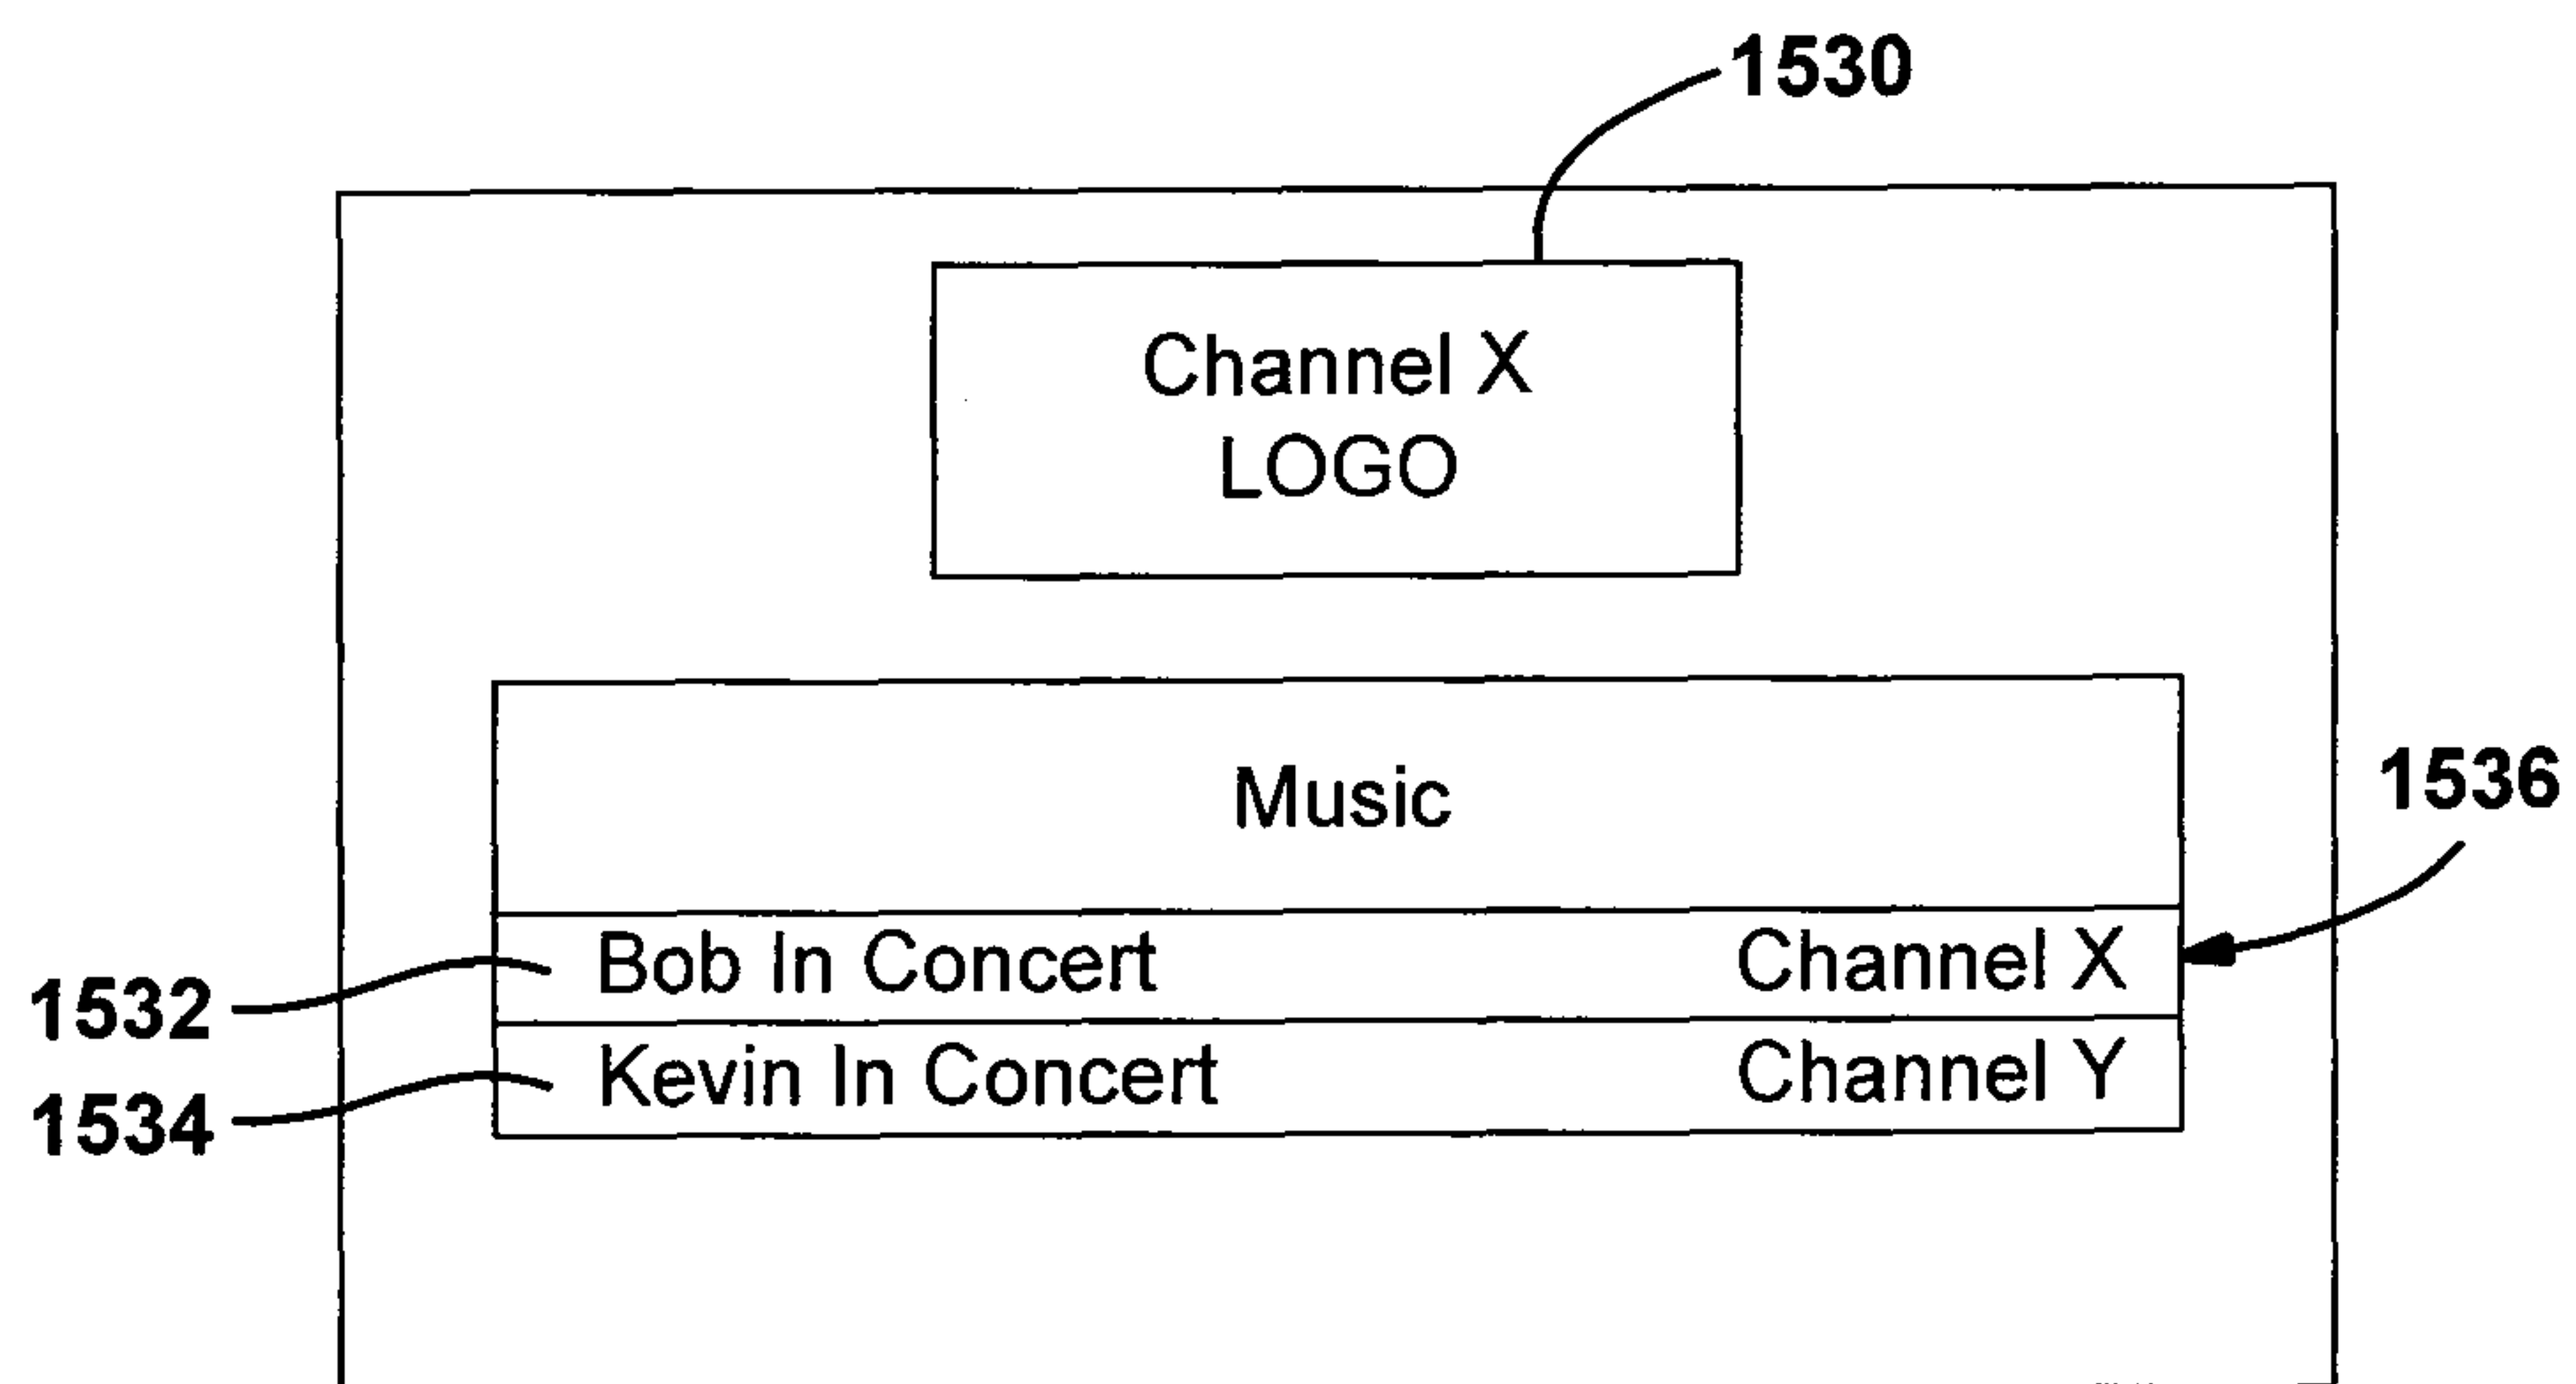 1530
Channel X
LOGO
Music
1536
Bob In Concert Channel X
1532
Kevin In Concert Channel Y
1534